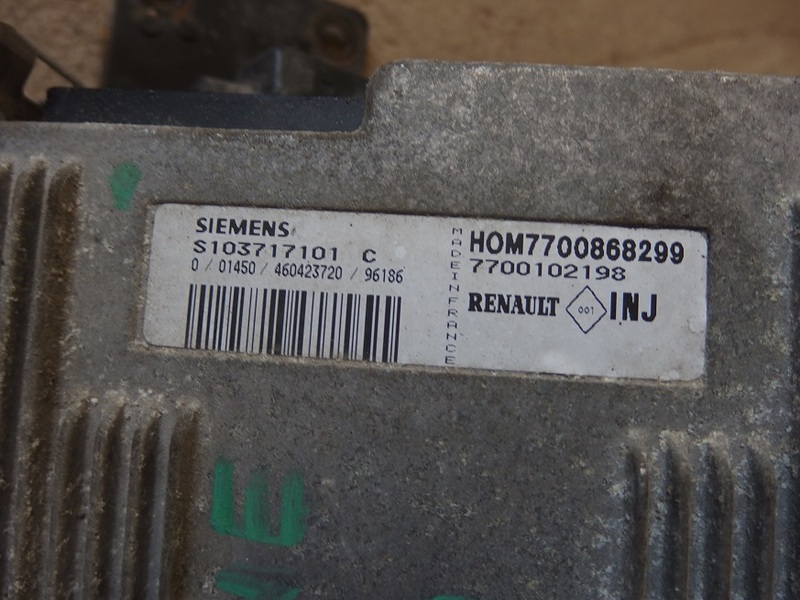 SIEMENS
S103717101 C
0 / 01450 / 460423720 / 96186
MADE IN FRANCE
HOM7700868299
7700102198
RENAULT 001 INJ